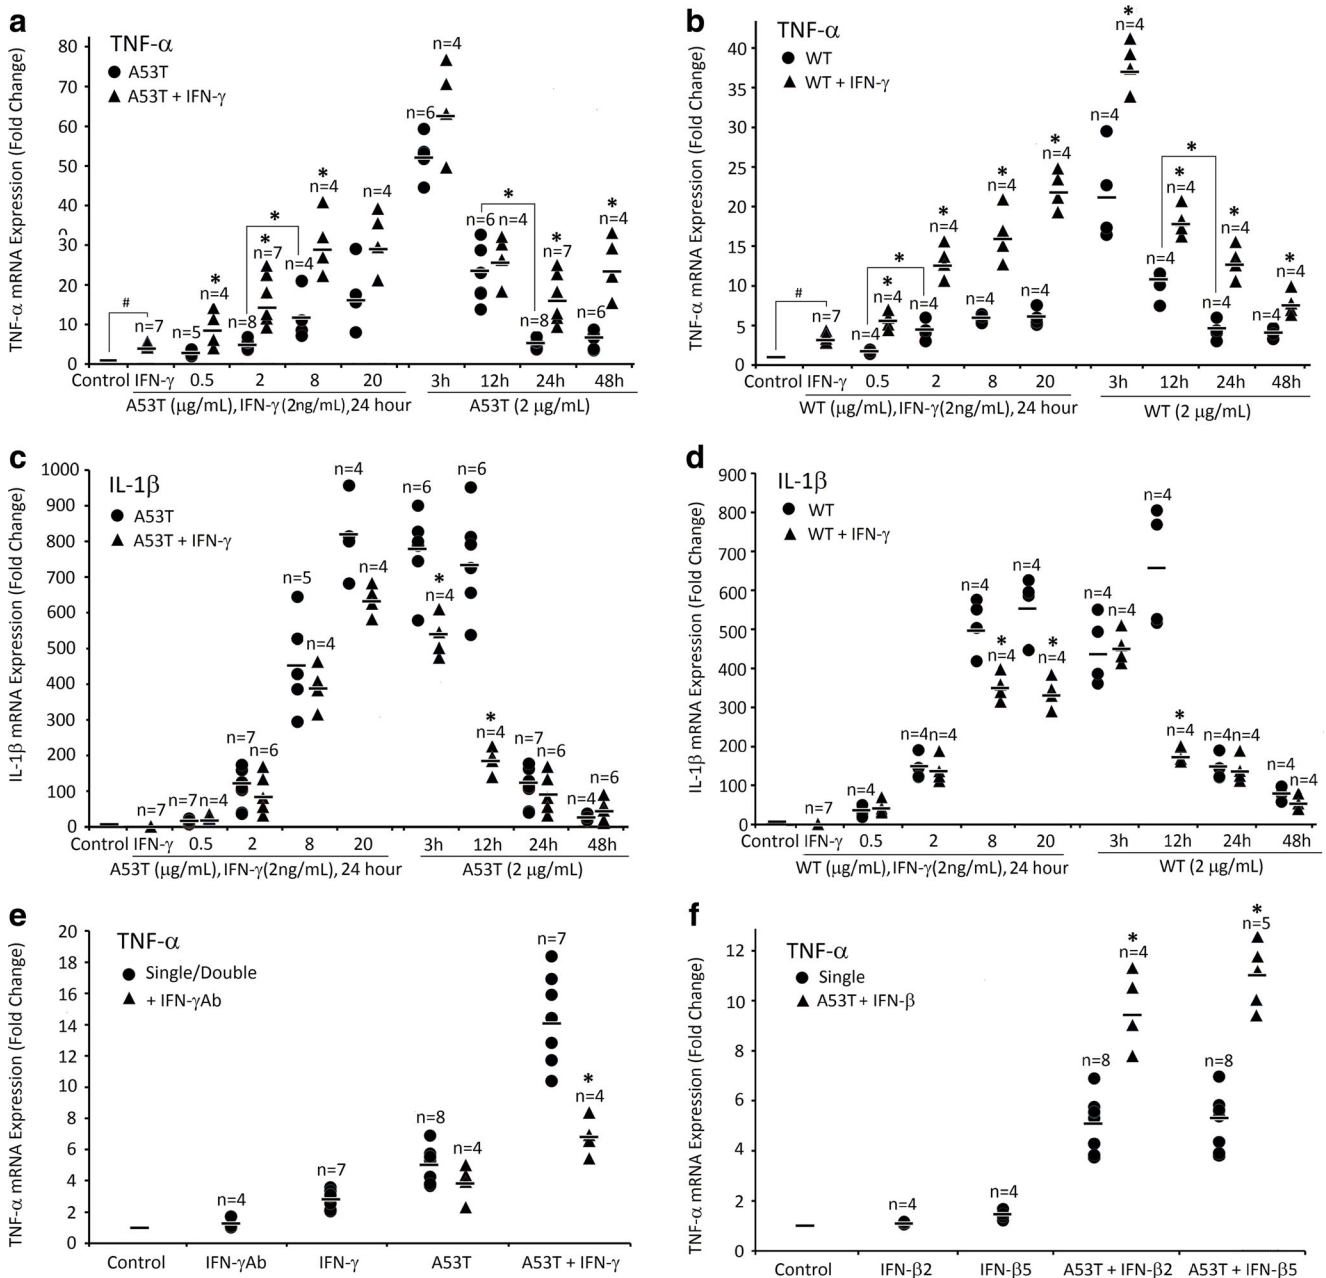 a
TNF-α mRNA Expression (Fold Change)
TNF-α
A53T
A53T + IFN-γ
80
70
60
50
40
30
20
10
0
#
n=7
n=5
n=4
*
n=8
n=7
*
*
n=4
n=4
*
n=4
n=6
n=4
n=6
n=4
*
n=8
n=7
*
n=6
n=4
*
Control IFN-γ 0.5 2 8 20 3h 12h 24h 48h
A53T (μg/mL), IFN-γ(2ng/mL), 24 hour
A53T (2 μg/mL)
b
TNF-α mRNA Expression (Fold Change)
TNF-α
WT
WT + IFN-γ
40
35
30
25
20
15
10
5
0
#
n=7
n=4
n=4
*
*
n=4
n=4
*
n=4
n=4
*
n=4
n=4
*
n=4
n=4
*
n=4
n=4
*
*
n=4
n=4
*
n=4
n=4
*
Control IFN-γ 0.5 2 8 20 3h 12h 24h 48h
WT (μg/mL), IFN-γ(2ng/mL), 24 hour
WT (2 μg/mL)
c
IL-1β mRNA Expression (Fold Change)
IL-1β
A53T
A53T + IFN-γ
1000
900
800
700
600
500
400
300
200
100
0
n=7
n=7 n=4
n=7
n=6
n=5
n=4
n=4
n=4
n=6
*
n=4
n=6
*
n=4
n=7
n=6
n=4
n=6
Control IFN-γ 0.5 2 8 20 3h 12h 24h 48h
A53T (μg/mL), IFN-γ(2ng/mL), 24 hour
A53T (2 μg/mL)
d
IL-1β mRNA Expression (Fold Change)
IL-1β
WT
WT + IFN-γ
900
800
700
600
500
400
300
200
100
0
n=7
n=4
n=4 n=4
n=4
*
n=4
n=4
*
n=4
n=4
n=4
n=4
*
n=4
n=4 n=4
n=4
n=4
Control IFN-γ 0.5 2 8 20 3h 12h 24h 48h
WT (μg/mL), IFN-γ(2ng/mL), 24 hour
WT (2 μg/mL)
e
TNF-α mRNA Expression (Fold Change)
TNF-α
Single/Double
+ IFN-γAb
20
18
16
14
12
10
8
6
4
2
0
n=4
n=7
n=8
n=4
n=7
*
n=4
Control IFN-γAb IFN-γ A53T A53T + IFN-γ
f
TNF-α mRNA Expression (Fold Change)
TNF-α
Single
A53T + IFN-β
12
10
8
6
4
2
0
n=4
n=4
n=8
*
n=4
n=8
*
n=5
Control IFN-β2 IFN-β5 A53T + IFN-β2 A53T + IFN-β5